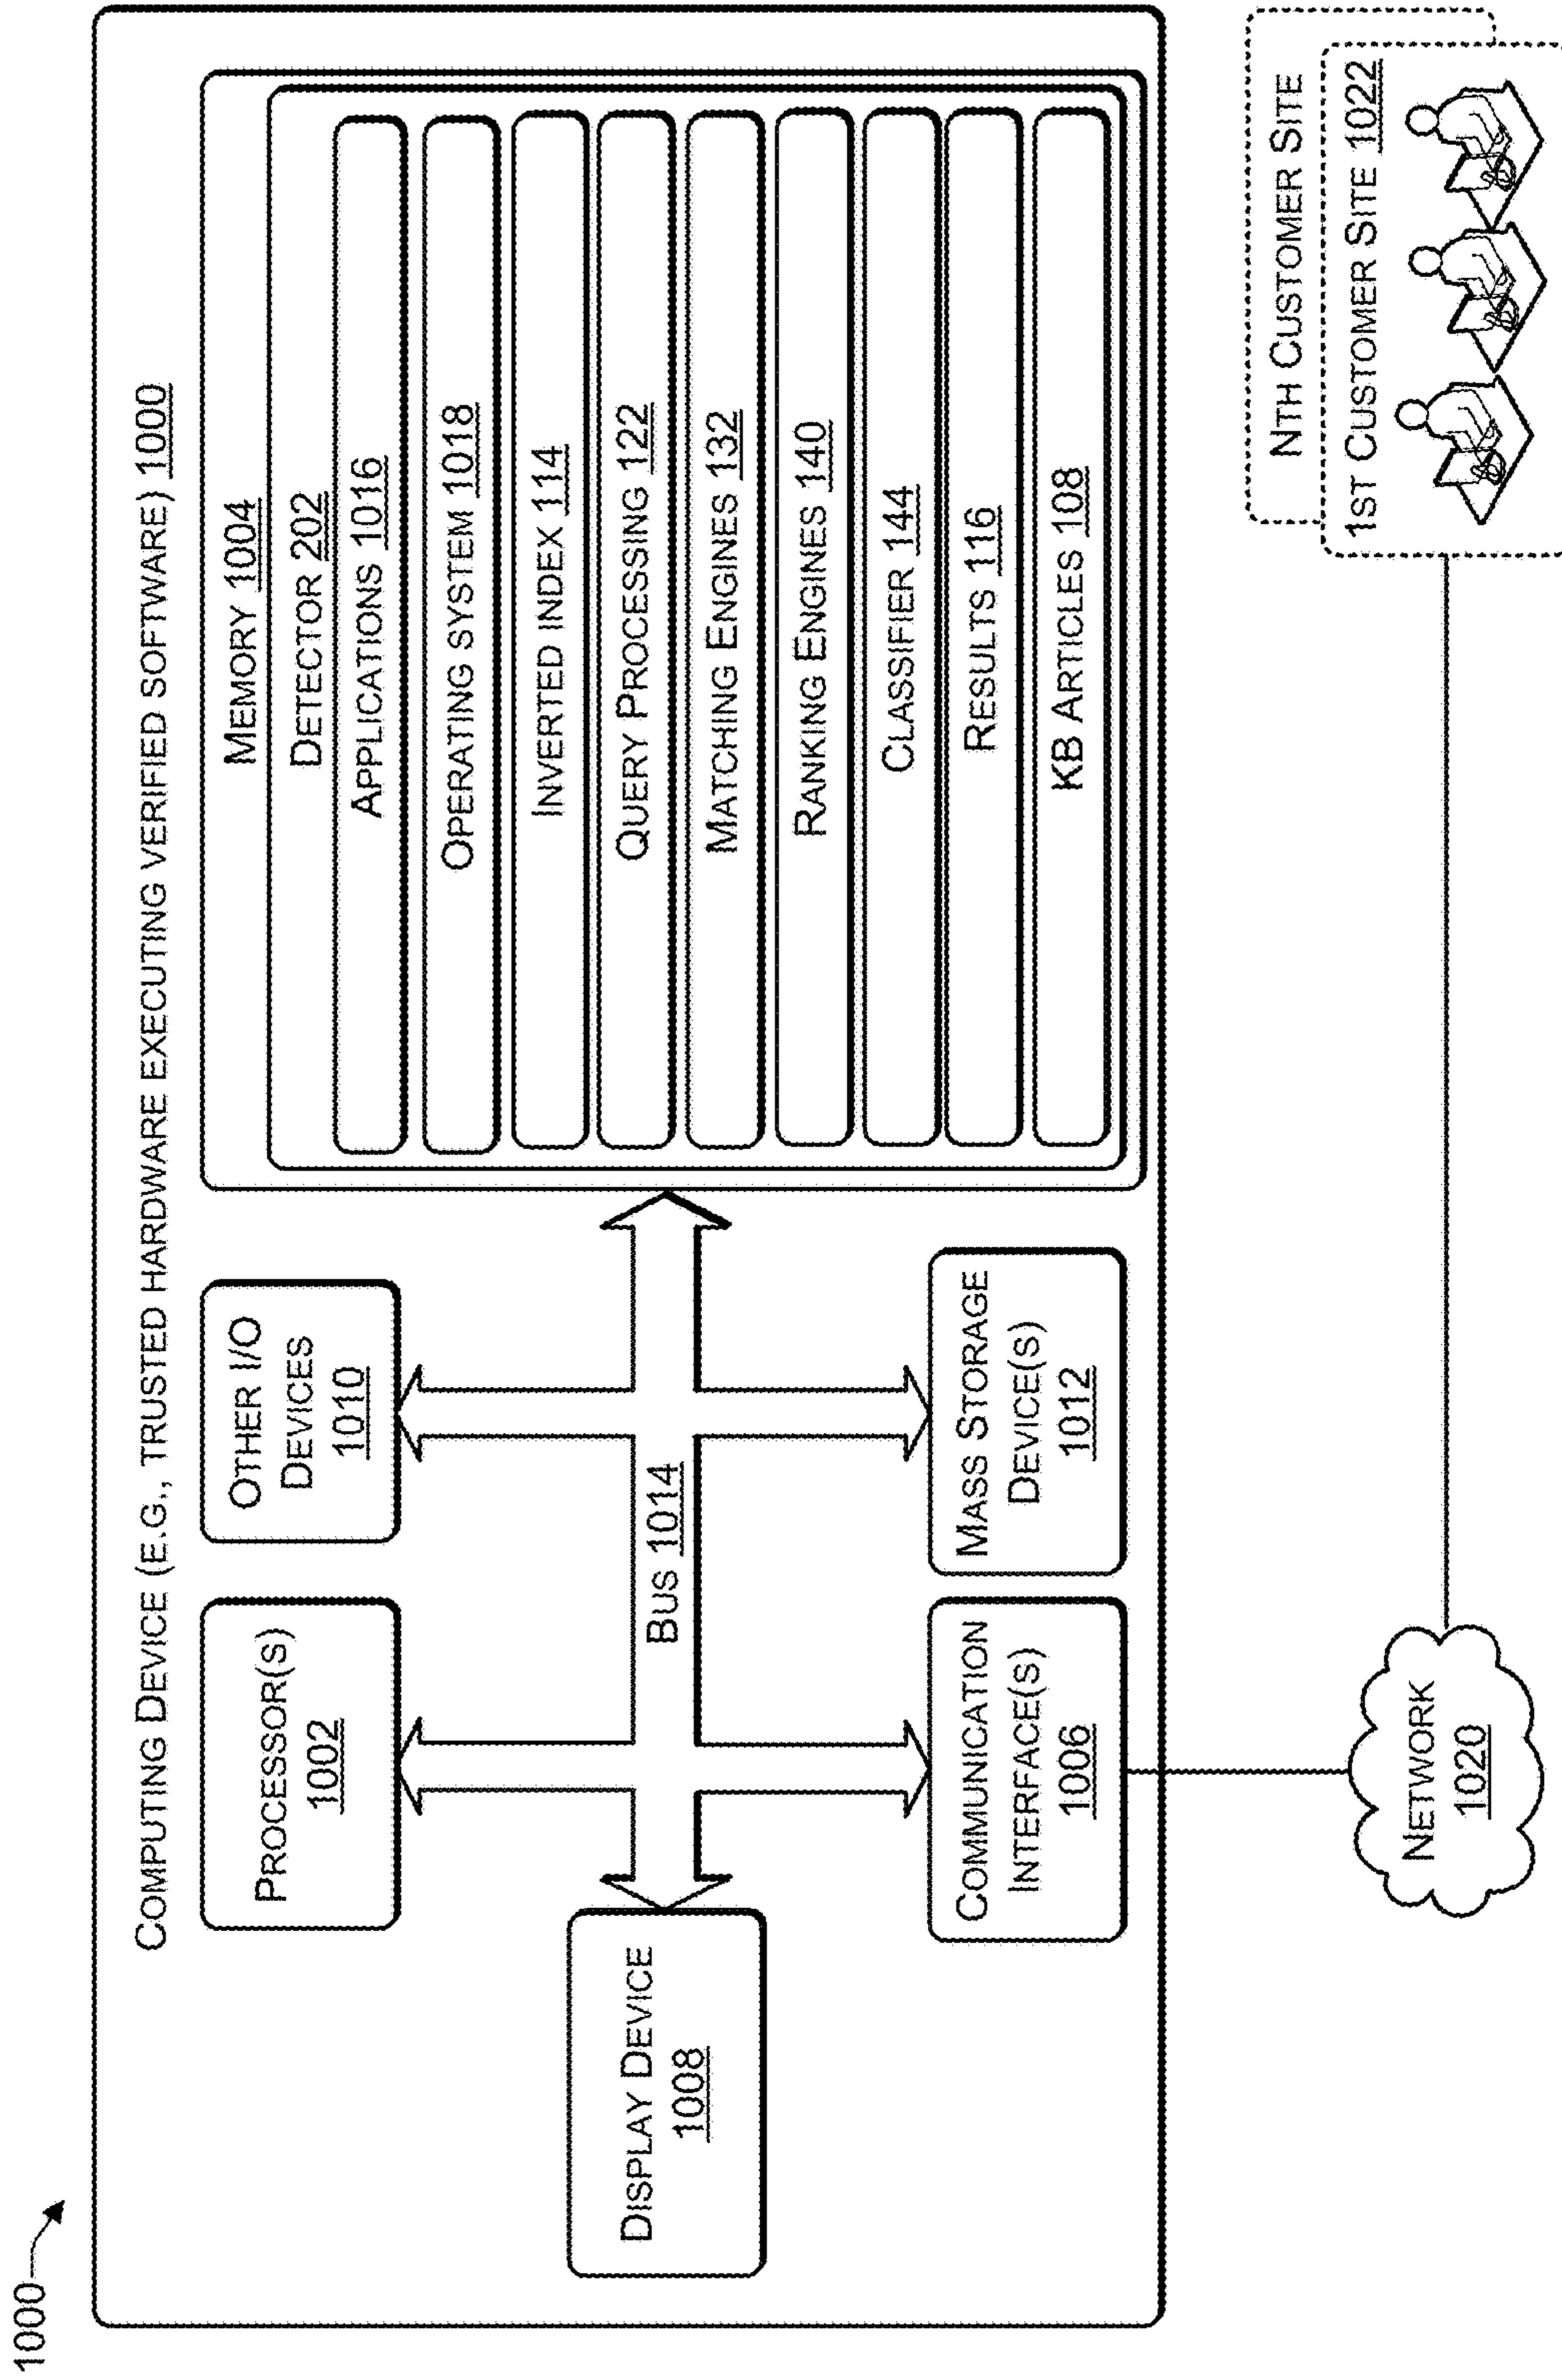 1000
COMPUTING DEVICE (E.G., TRUSTED HARDWARE EXECUTING VERIFIED SOFTWARE) 1000
PROCESSOR(S)
1002
OTHER I/O
DEVICES
1010
DISPLAY DEVICE
1008
BUS 1014
COMMUNICATION
INTERFACE(S)
1006
MASS STORAGE
DEVICE(S)
1012
MEMORY 1004
DETECTOR 202
APPLICATIONS 1016
OPERATING SYSTEM 1018
INVERTED INDEX 114
QUERY PROCESSING 122
MATCHING ENGINES 132
RANKING ENGINES 140
CLASSIFIER 144
RESULTS 116
KB ARTICLES 108
NETWORK
1020
NTH CUSTOMER SITE
1ST CUSTOMER SITE 1022